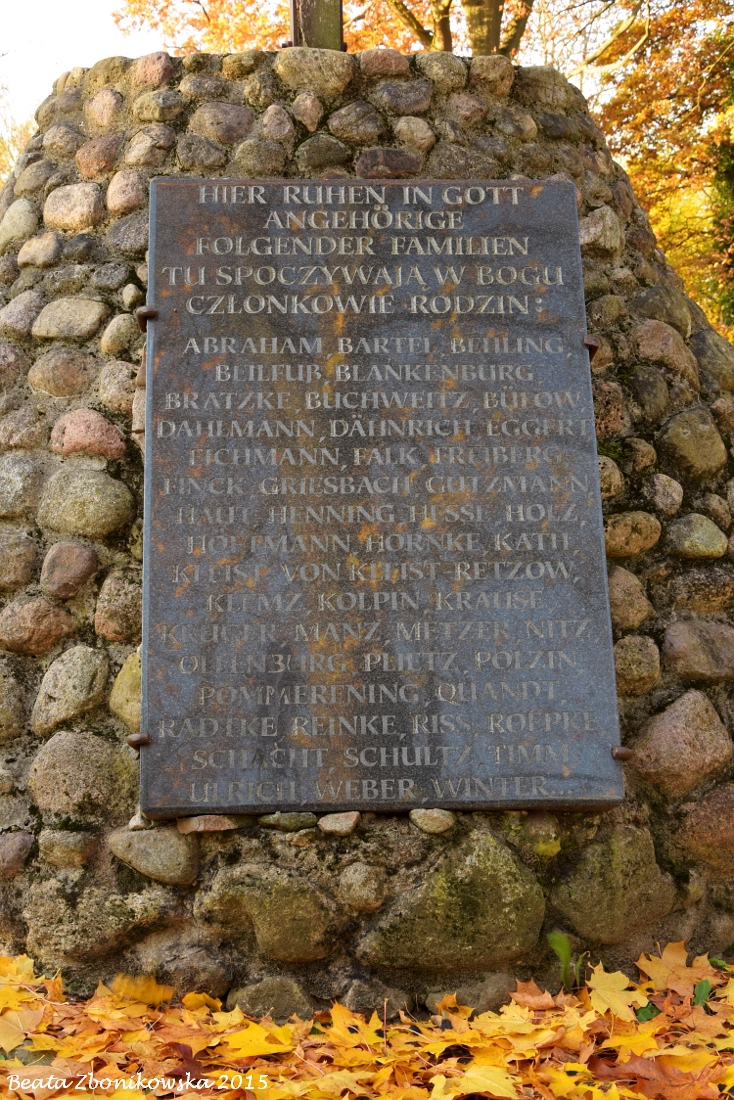 HIER RUHEN IN GOTT
ANGEHÖRIGE
FOLGENDER FAMILIEN
TU SPOCZYWAJĄ W BOGU
CZŁONKOWIE RODZIN:
ABRAHAM, BARTEL, BEHLING,
BEILFUß, BLANKENBURG
BRATZKE, BUCHWEITZ, BÜLOW
DAHLMANN, DÄHNRICH, EGGERT
EICHMANN, FALK, FREIBERG,
FINCK, GRIESBACH, GUTZMANN,
HAUT, HENNING, HESSE, HOLZ,
HOFFMANN, HORNKE, KATH,
KLEIST, VON KLEIST-RETZOW,
KLEMZ, KOLPIN, KRAUSE
KRÜGER, MANZ, METZER, NITZ,
OLLENBURG, PLIETZ, POLZIN
POMMERENING, QUANDT,
RADTKE, REINKE, RISS, ROEPKE
SCHACHT, SCHULTZ, TIMM
ULRICH, WEBER, WINTER...
Beata Zbonikowska 2015